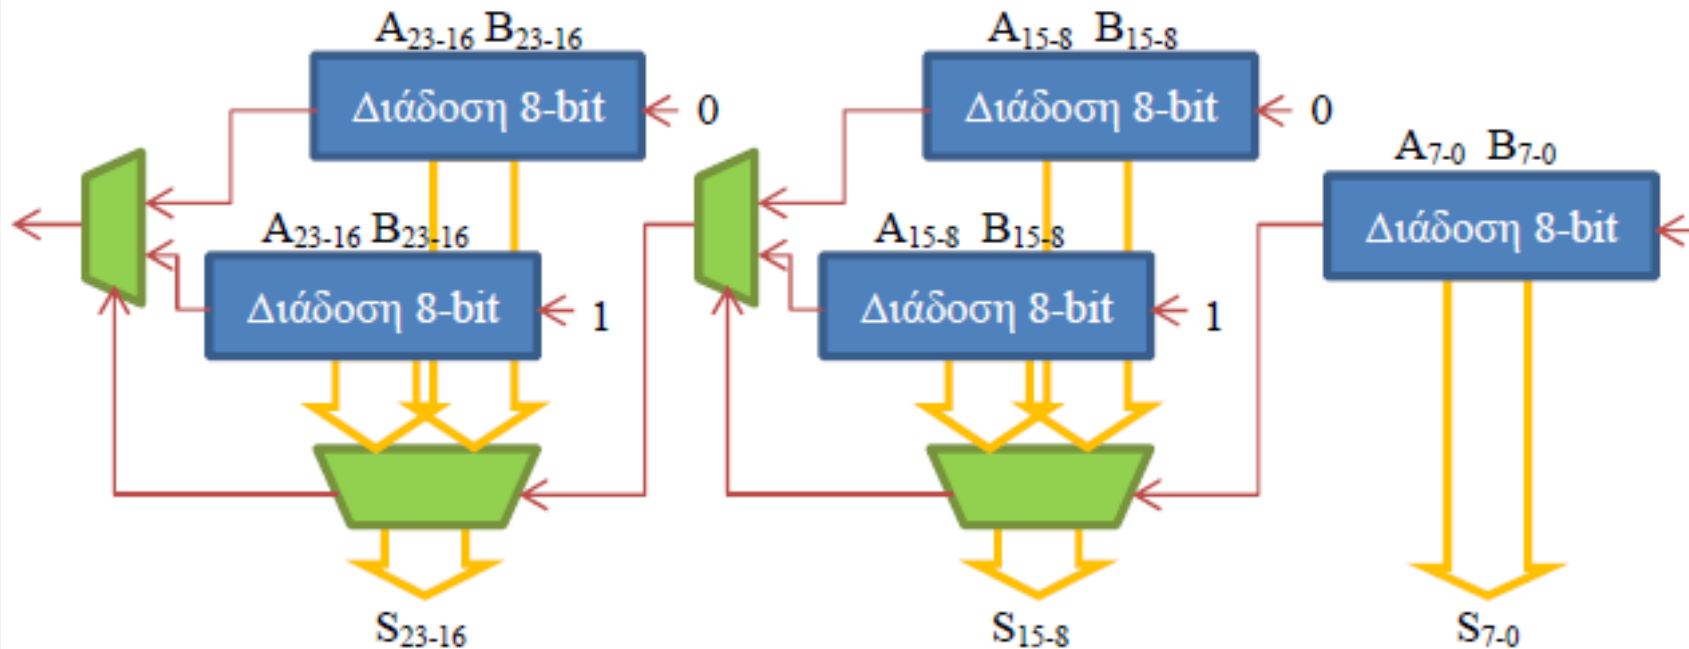 A23-16 B23-16
Διάδοση 8-bit
0
A23-16 B23-16
Διάδοση 8-bit
1
S23-16
A15-8 B15-8
Διάδοση 8-bit
0
A15-8 B15-8
Διάδοση 8-bit
1
S15-8
A7-0 B7-0
Διάδοση 8-bit
S7-0